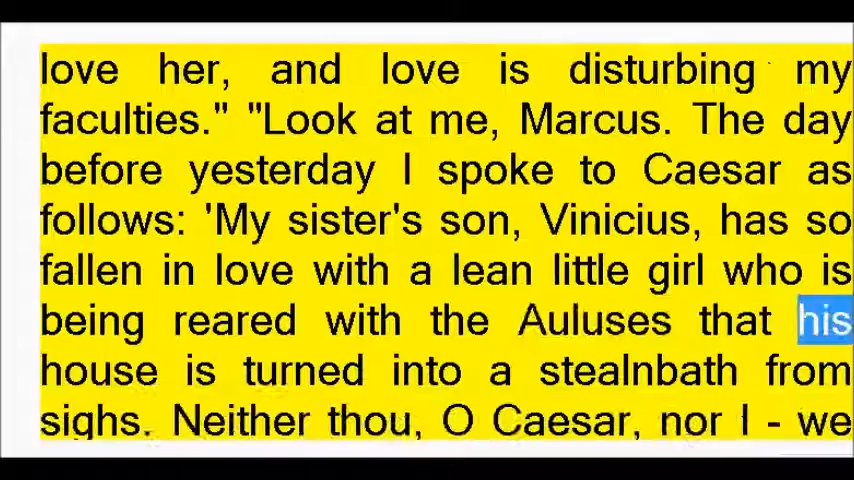 love her, and love is disturbing my
faculties." "Look at me, Marcus. The day
before yesterday I spoke to Caesar as
follows: 'My sister's son, Vinicius, has so
fallen in love with a lean little girl who is
being reared with the Auluses that his
house is turned into a stealnbath from
sighs. Neither thou, O Caesar, nor I - we